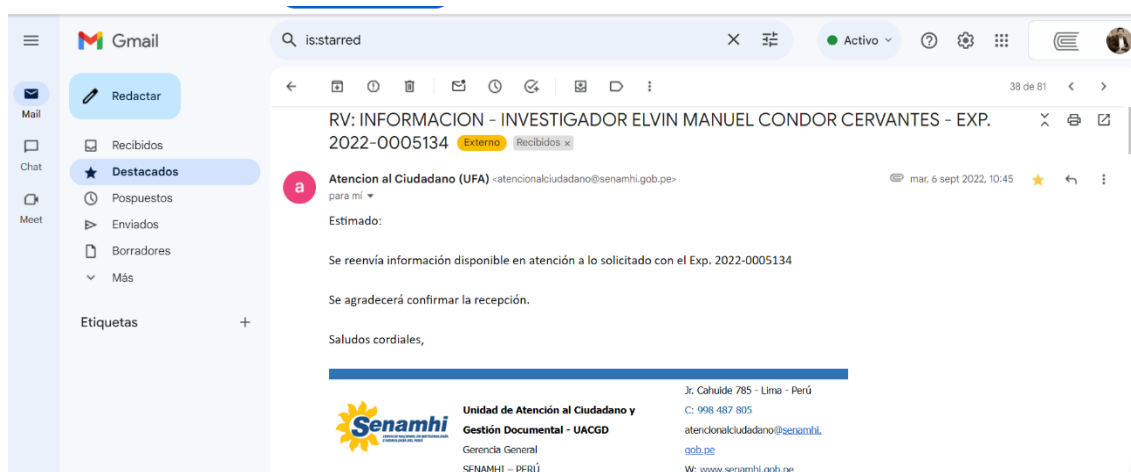 Gmail
is:starred
Activo
Redactar
38 de 81
Mail
RV: INFORMACION - INVESTIGADOR ELVIN MANUEL CONDOR CERVANTES - EXP.
2022-0005134 Externo Recibidos x
Recibidos
Chat
Destacados
a
Atencion al Ciudadano (UFA) <atencionalciudadano@senamhi.gob.pe>
mar, 6 sept 2022, 10:45
para mí
Pospuestos
Meet
Enviados
Estimado:
Borradores
Se reenvía información disponible en atención a lo solicitado con el Exp. 2022-0005134
Más
Se agradecerá confirmar la recepción.
Etiquetas +
Saludos cordiales,
Jr. Cahuide 785 - Lima - Perú
Senamhi
Unidad de Atención al Ciudadano y
C: 998 487 805
Gestión Documental - UACGD
atencionalciudadano@senamhi.
Gerencia General
gob.pe
SENAMHI – PERÚ
W: www.senamhi.gob.pe